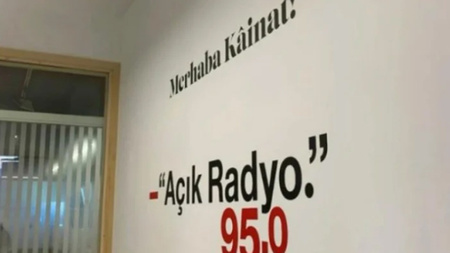 Merhaba Kâinat!
–“Açık Radyo.”
95.0